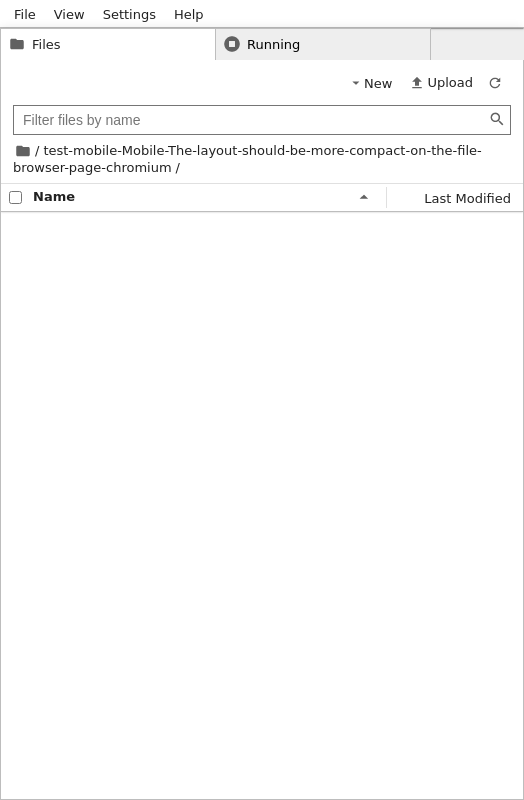 File View Settings Help
Files Running
New Upload
Filter files by name
/ test-mobile-Mobile-The-layout-should-be-more-compact-on-the-file-
browser-page-chromium /
Name Last Modified